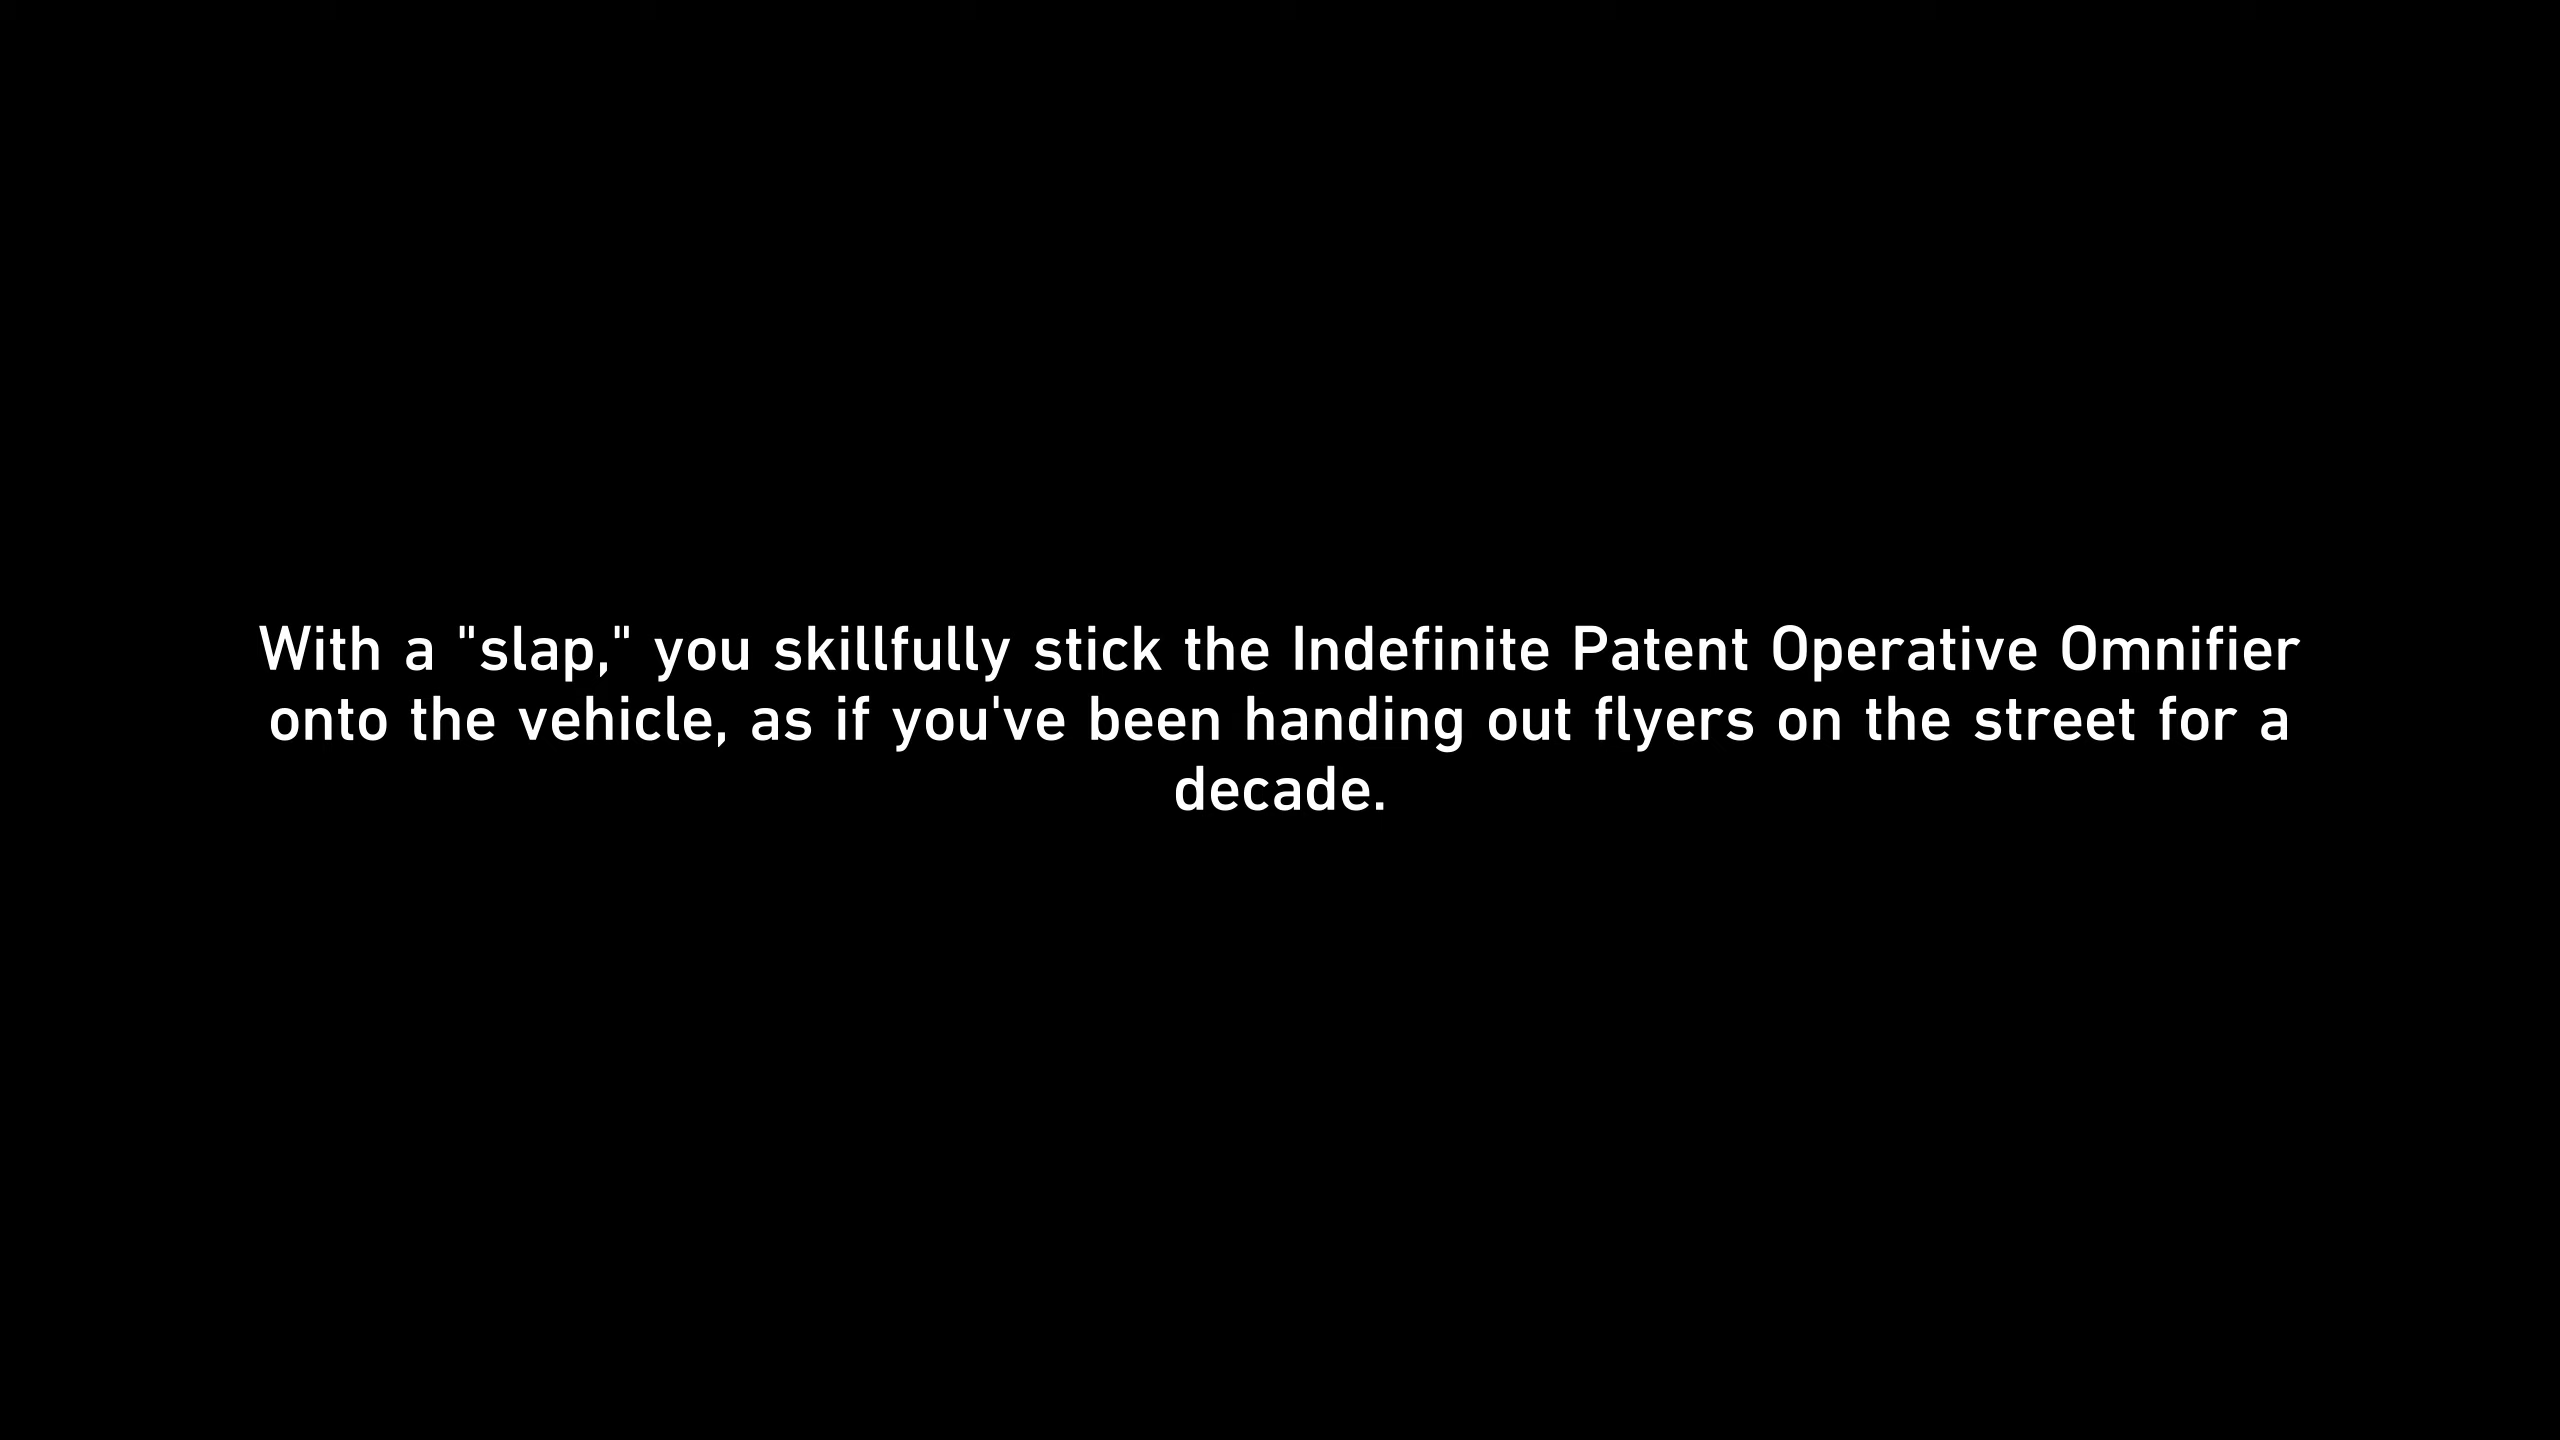 With a "slap," you skillfully stick the Indefinite Patent Operative Omnifier
onto the vehicle, as if you've been handing out flyers on the street for a
decade.